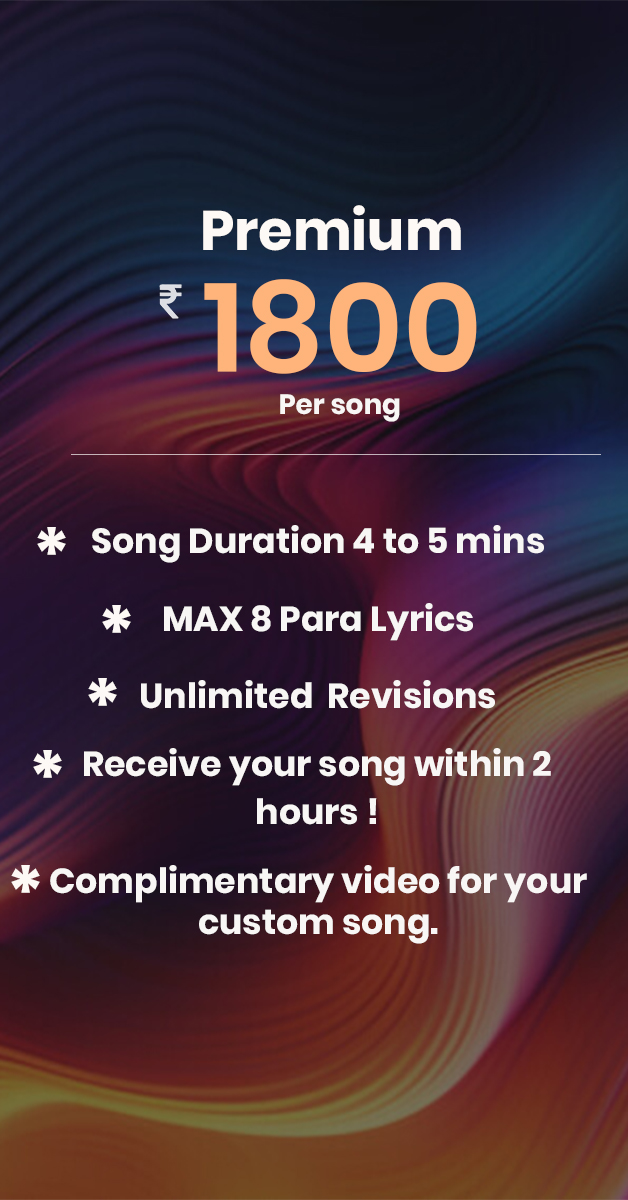 Premium
₹ 1800
Per song
* Song Duration 4 to 5 mins
* MAX 8 Para Lyrics
* Unlimited Revisions
* Receive your song within 2
hours !
* Complimentary video for your
custom song.